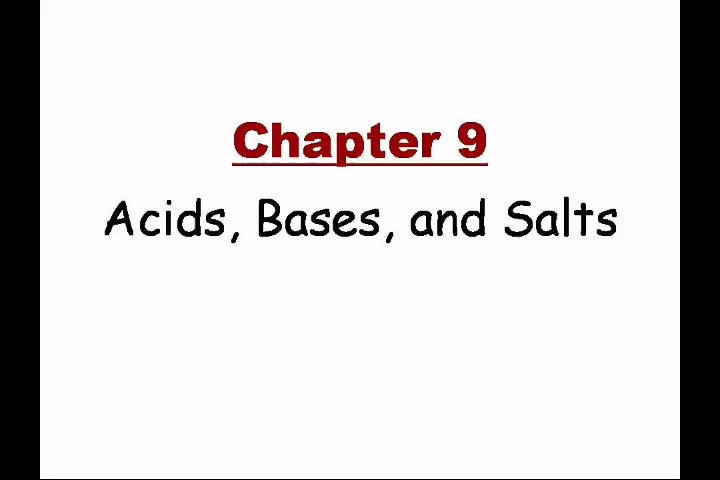 Chapter 9
Acids, Bases, and Salts